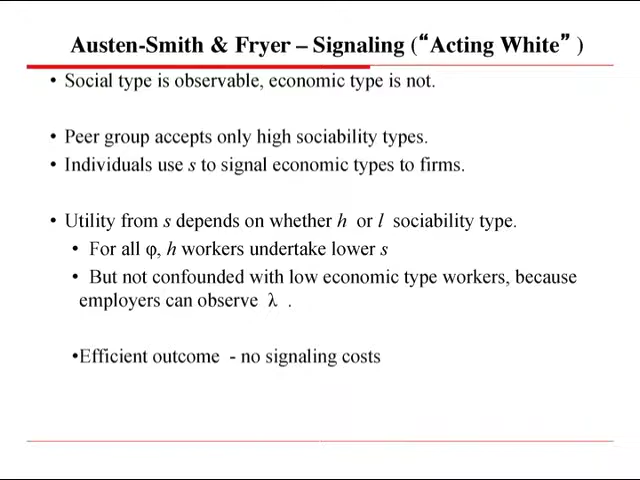 Austen-Smith & Fryer – Signaling (“Acting White” )
• Social type is observable, economic type is not.
• Peer group accepts only high sociability types.
• Individuals use s to signal economic types to firms.
• Utility from s depends on whether h or l sociability type.
• For all φ, h workers undertake lower s
• But not confounded with low economic type workers, because
employers can observe λ .
•Efficient outcome - no signaling costs